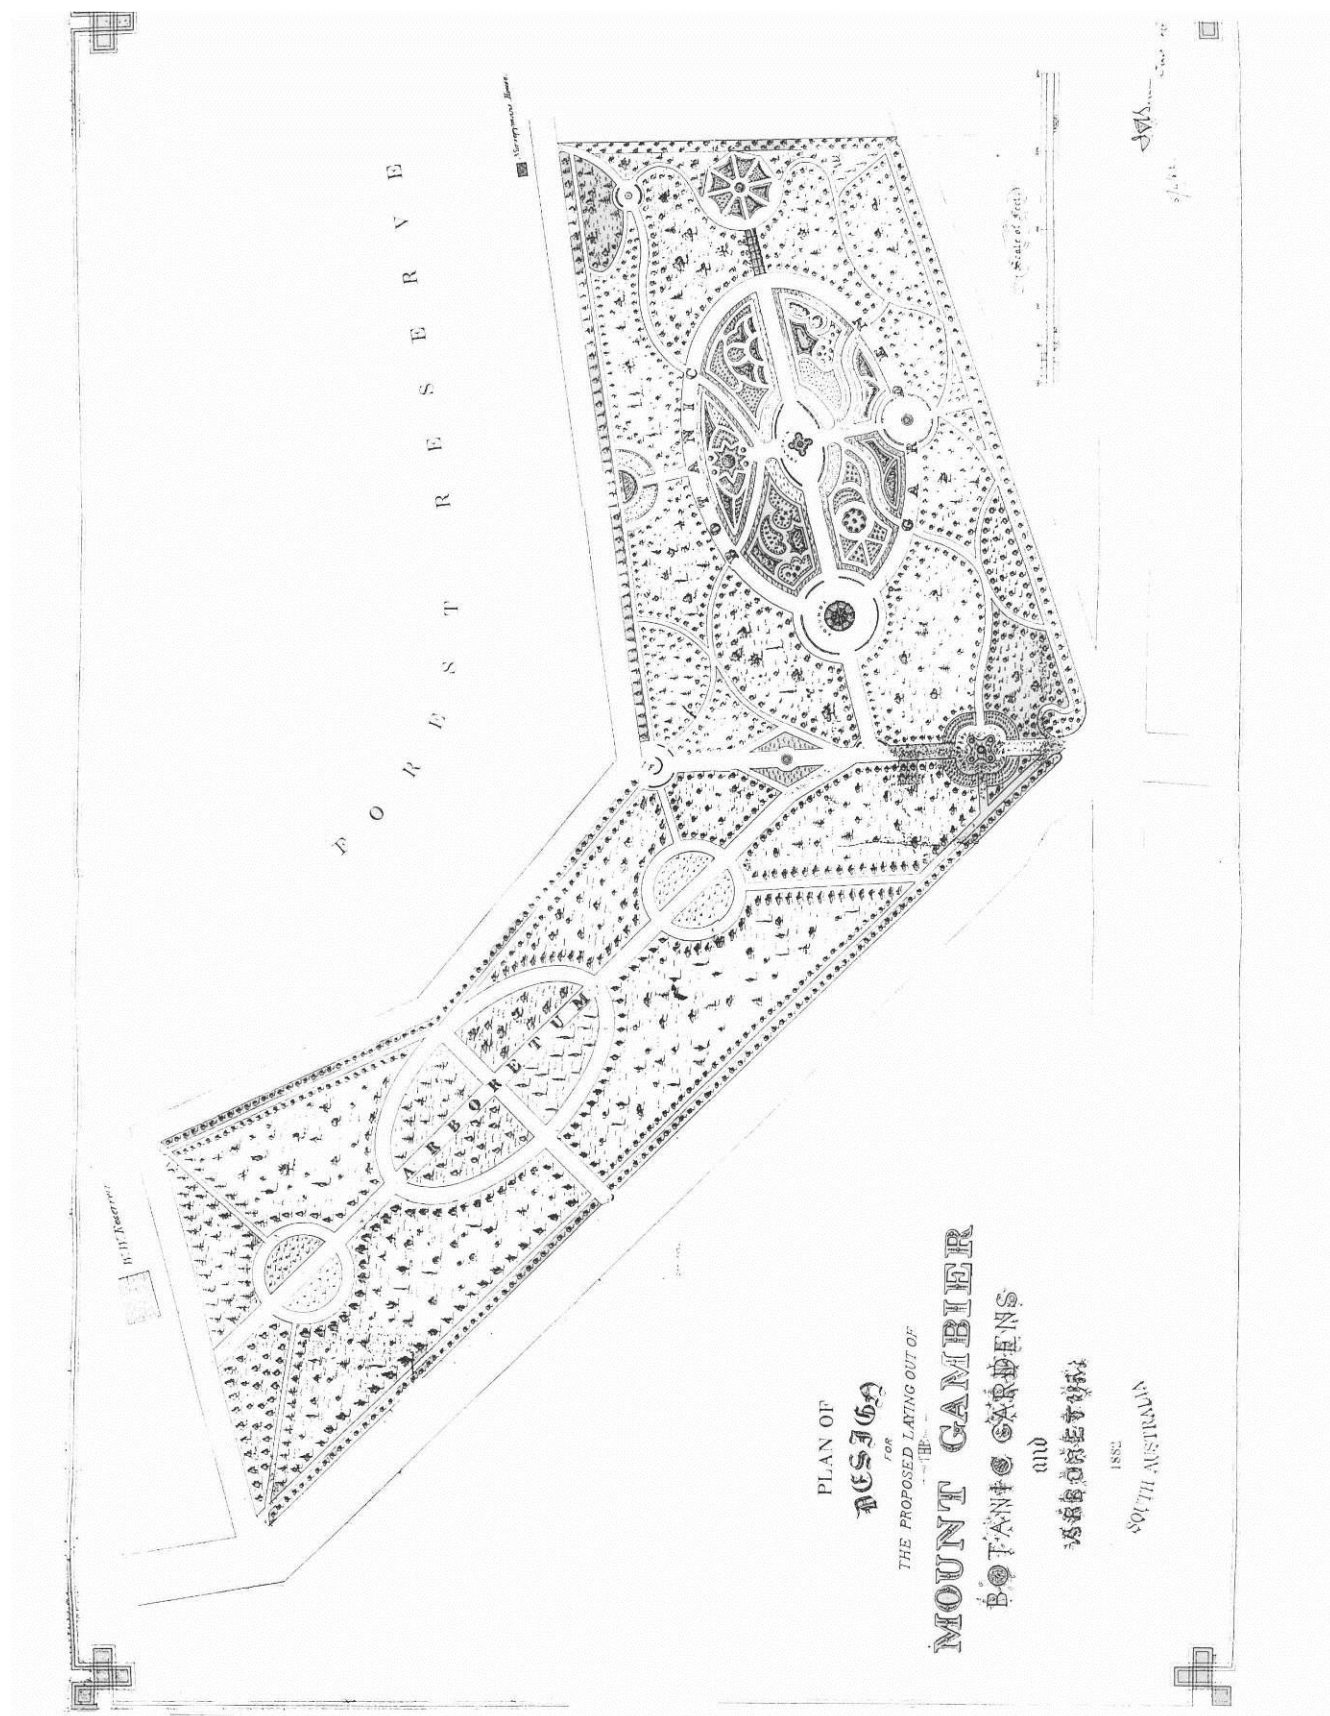 FOREST RESERVE
BOTANIC GARDEN
ARBORETUM
W.W. Reserve
Scale of Feet
PLAN OF
DESIGN
FOR
THE PROPOSED LAYING OUT OF
THE
MOUNT GAMBIER
BOTANIC GARDENS
and
ARBORETUM
1882
SOUTH AUSTRALIA